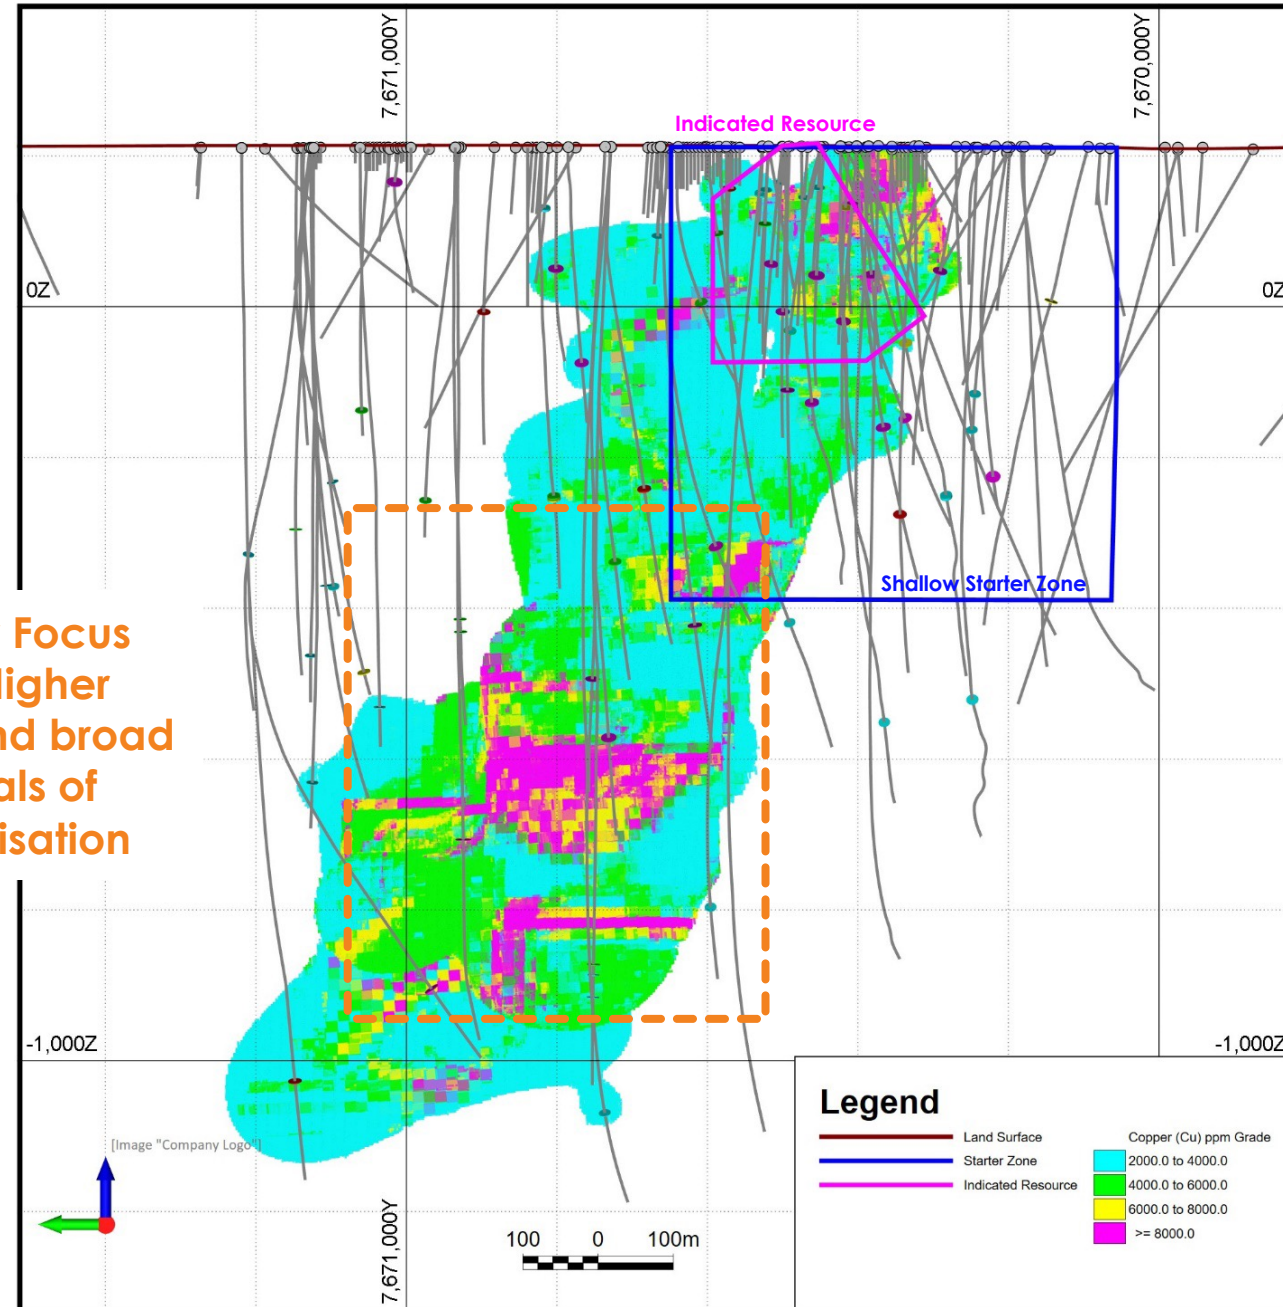 7,671,000Y
7,670,000Y
Indicated Resource
0Z
0Z
Shallow Starter Zone
Focus
nd broad
als of
-1,000Z
-1,000Z
Legend
Land Surface
Starter Zone
Indicated Resource
Copper (Cu) ppm Grade
2000.0 to 4000.0
4000.0 to 6000.0
6000.0 to 8000.0
>= 8000.0
[Image "Company Logo"]
7,671,000Y
100 0 100m